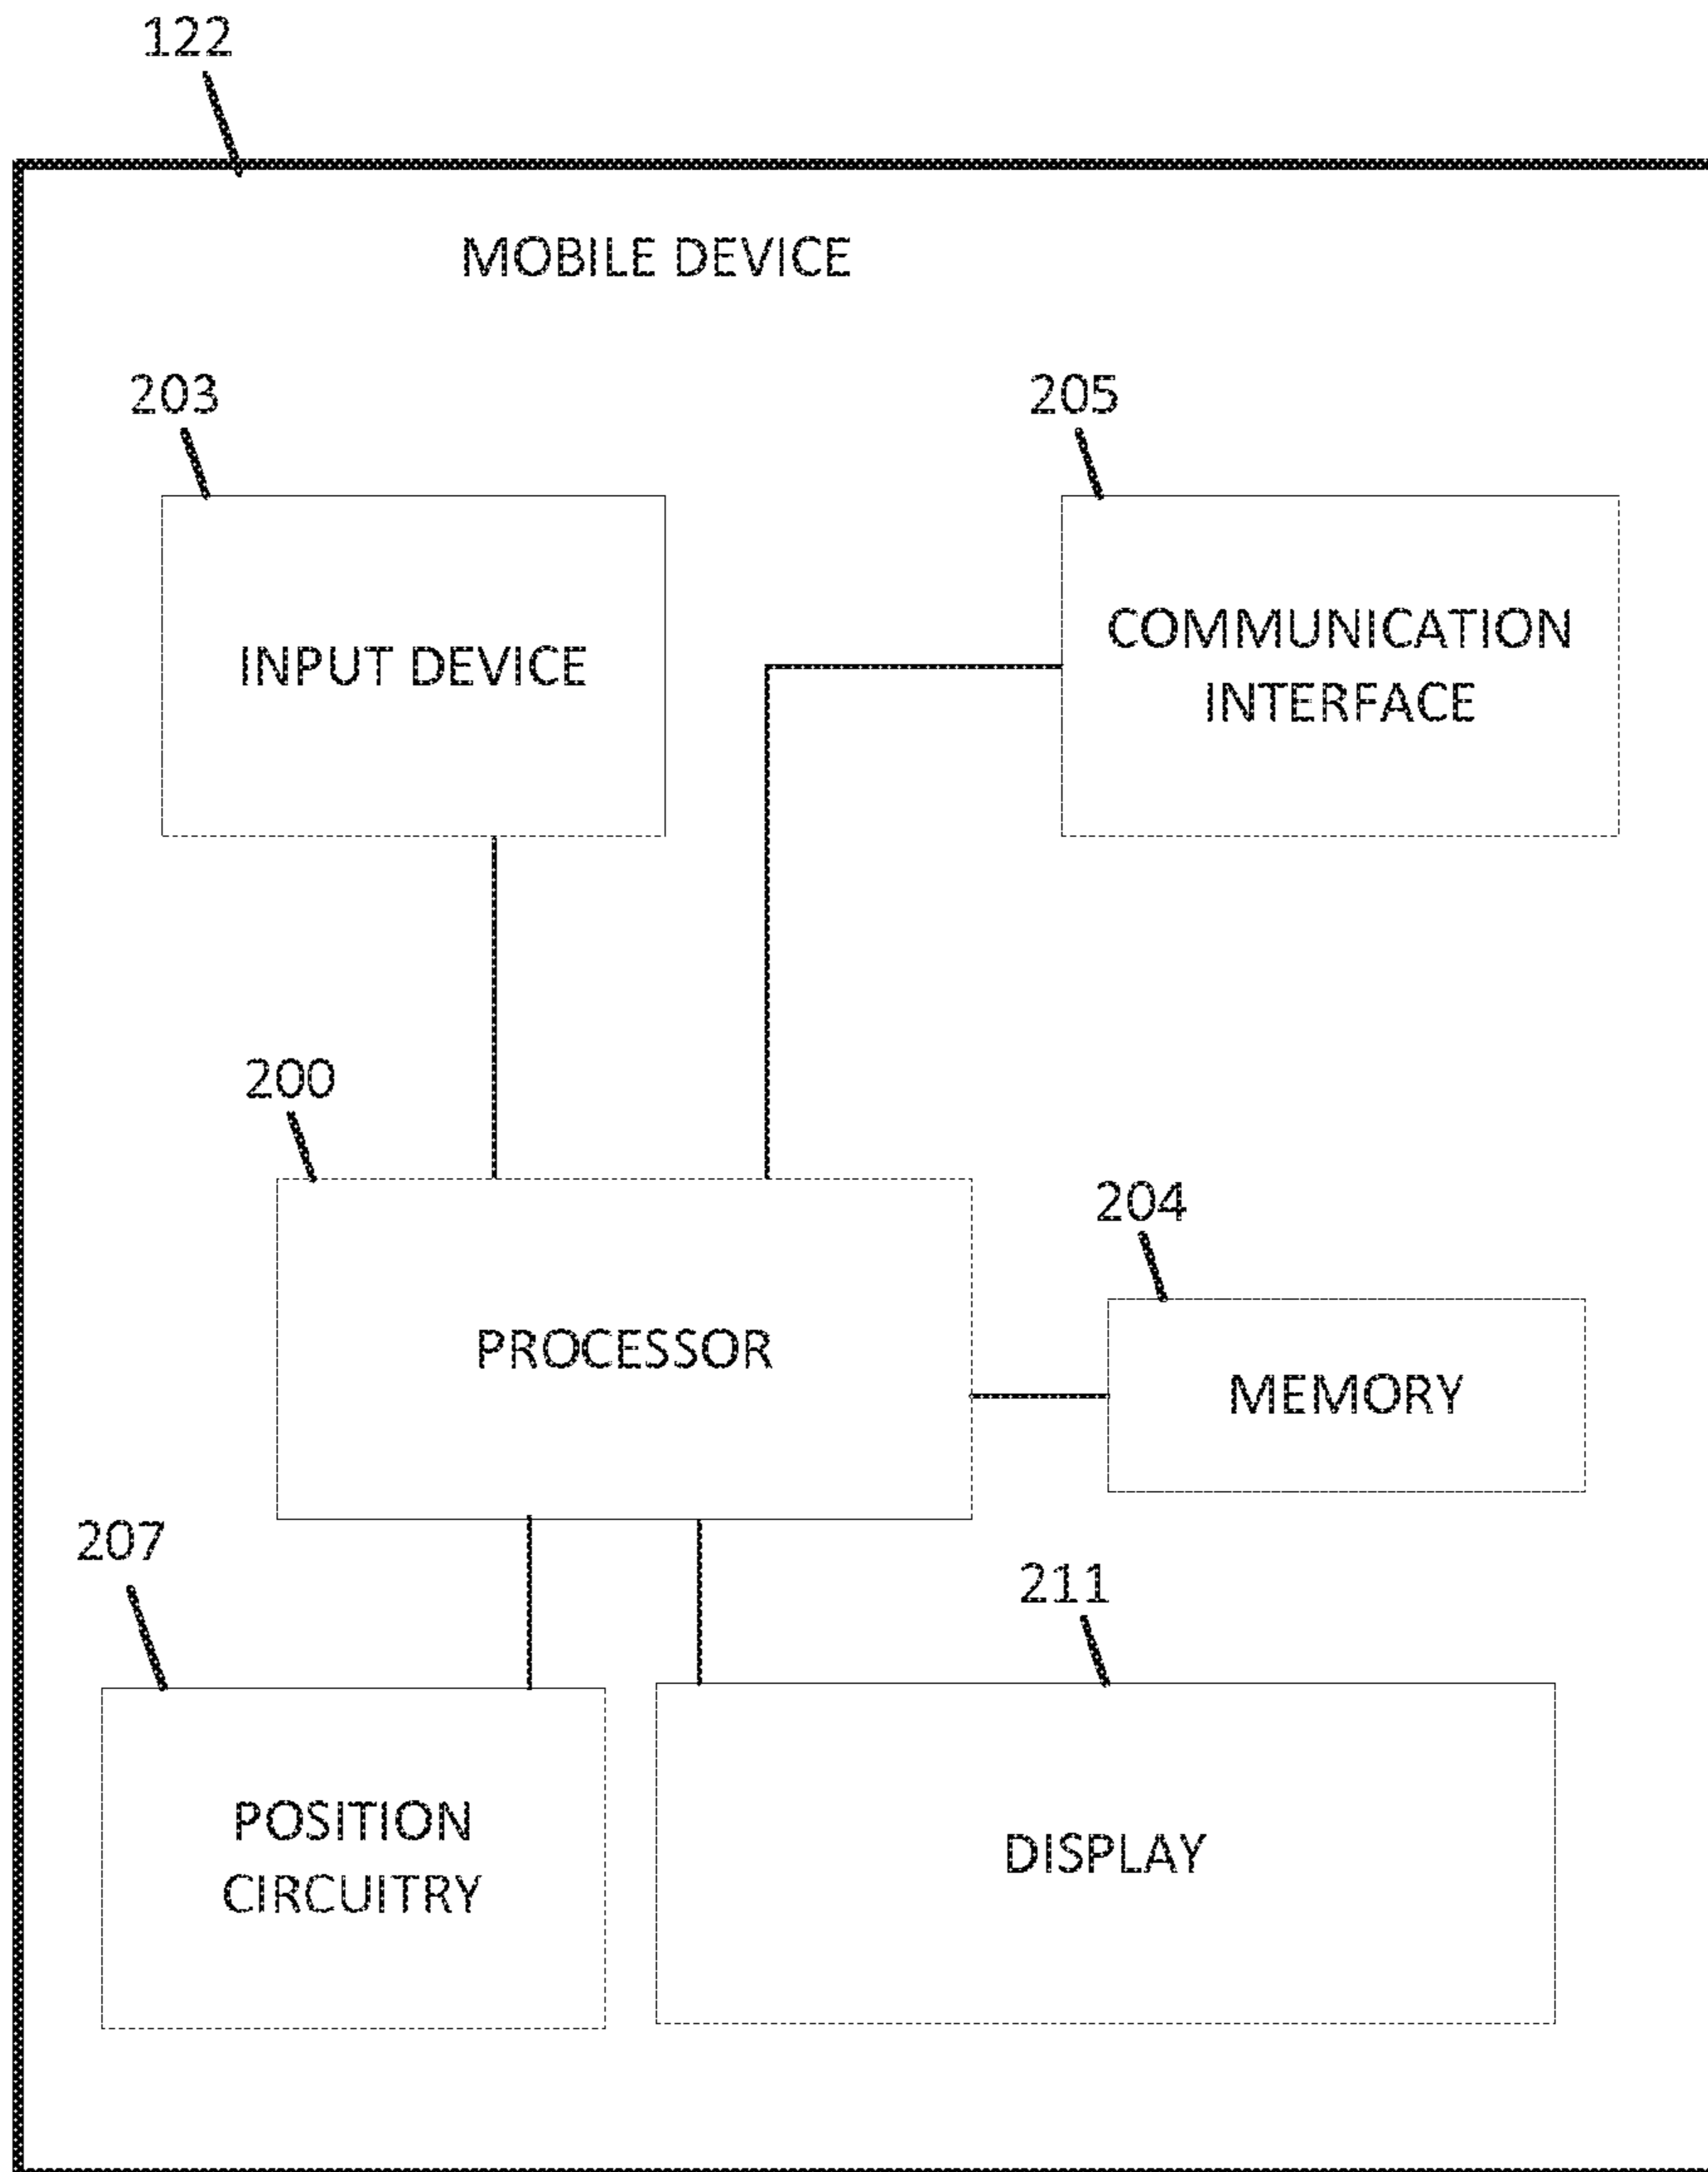 122
MOBILE DEVICE
203
205
INPUT DEVICE
COMMUNICATION
INTERFACE
200
204
PROCESSOR
MEMORY
207
211
POSITION
CIRCUITRY
DISPLAY